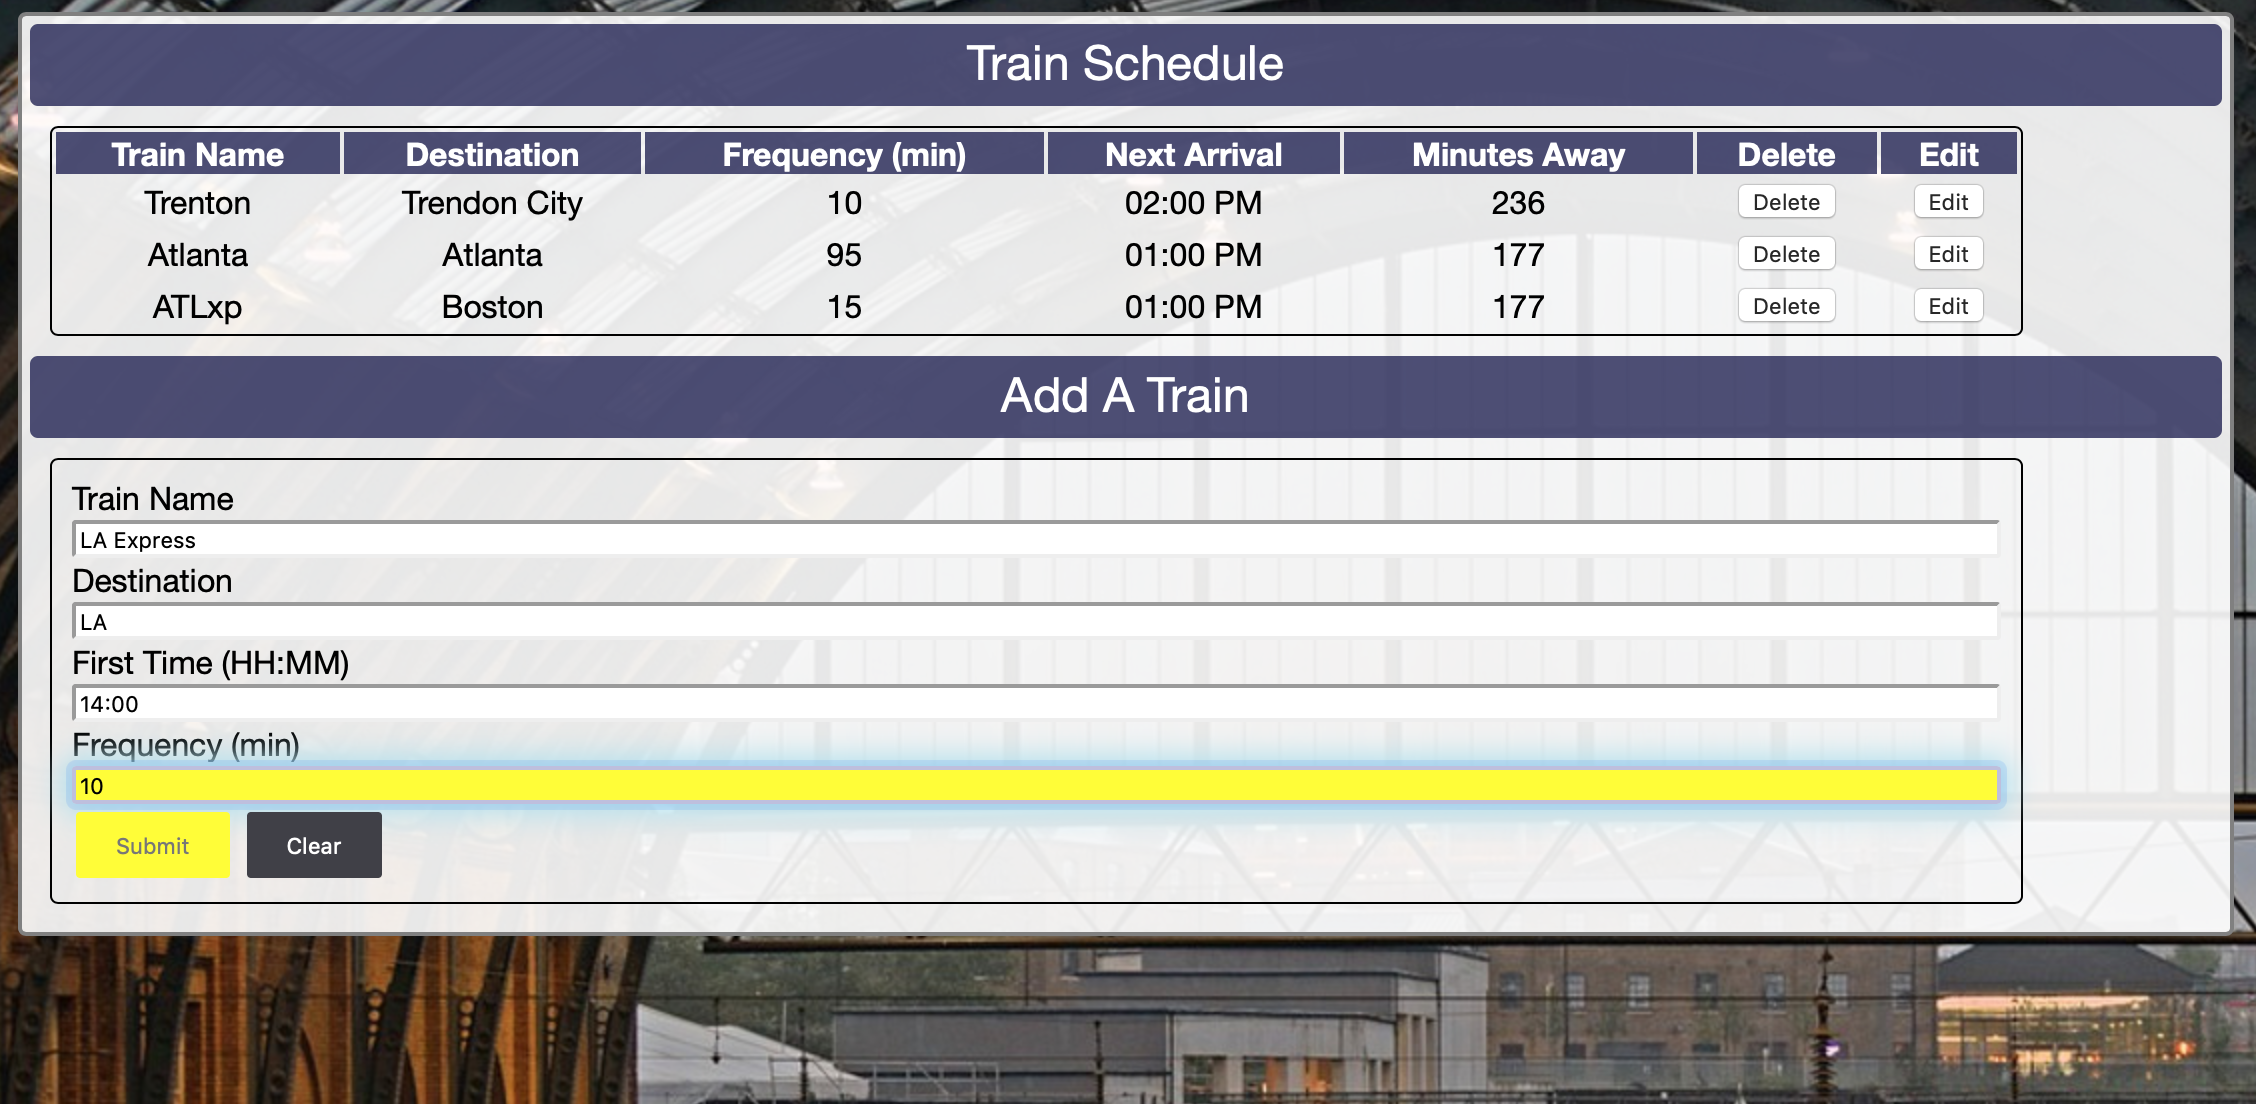 Train Schedule
Train Name Destination Frequency (min) Next Arrival Minutes Away Delete Edit
Trenton Trendon City 10 02:00 PM 236 Delete Edit
Atlanta Atlanta 95 01:00 PM 177 Delete Edit
ATLxp Boston 15 01:00 PM 177 Delete Edit
Add A Train
Train Name
LA Express
Destination
LA
First Time (HH:MM)
14:00
Frequency (min)
10
Submit Clear